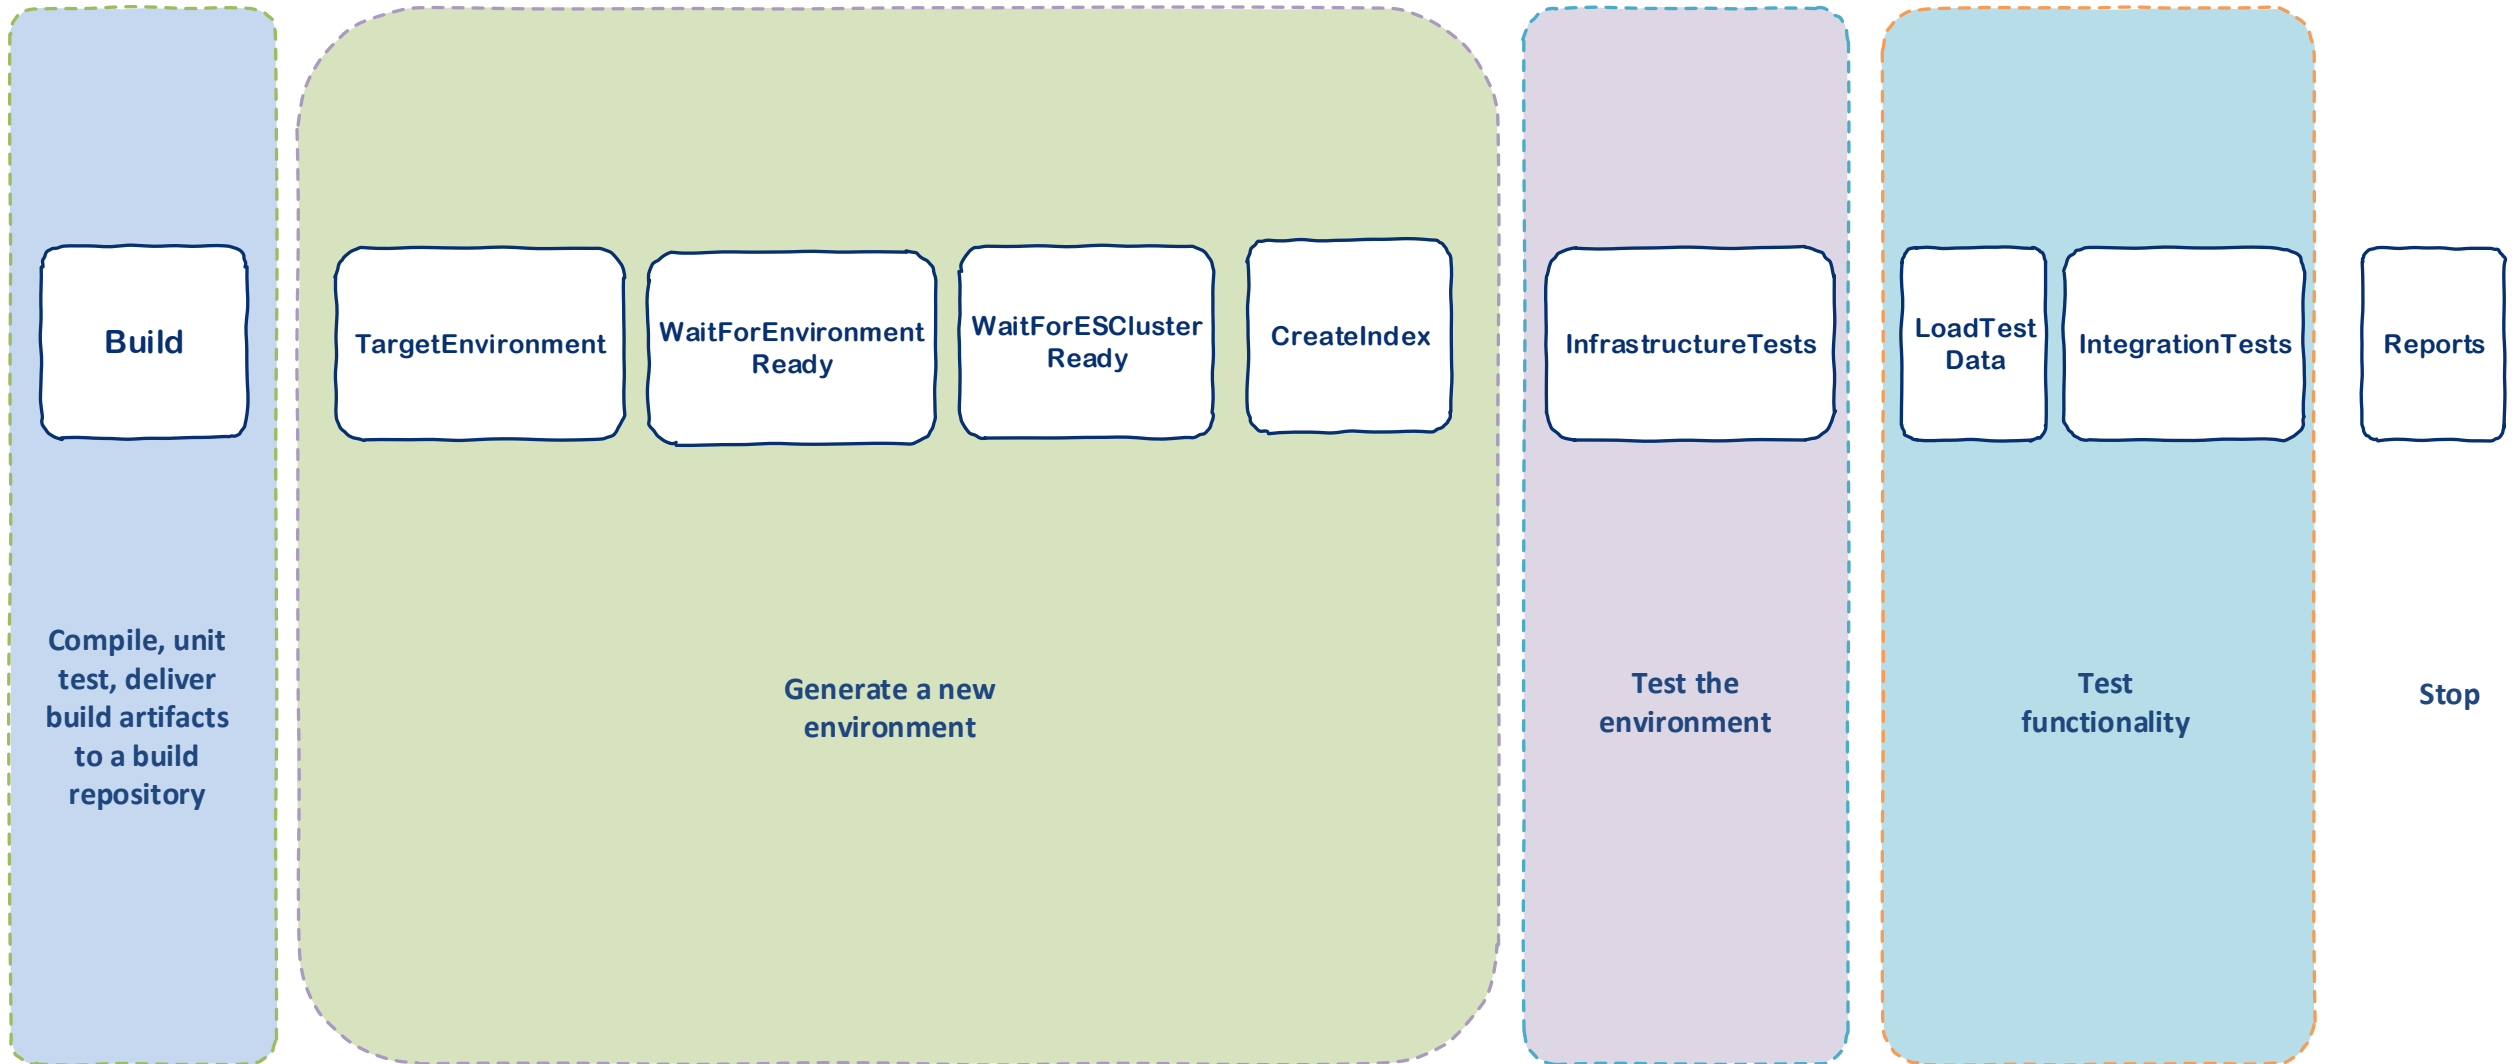 Build
TargetEnvironment
WaitForEnvironment
Ready
WaitForESCluster
Ready
CreateIndex
InfrastructureTests
LoadTest
Data
IntegrationTests
Reports
Compile, unit
test, deliver
build artifacts
to a build
repository
Generate a new
environment
Test the
environment
Test
functionality
Stop